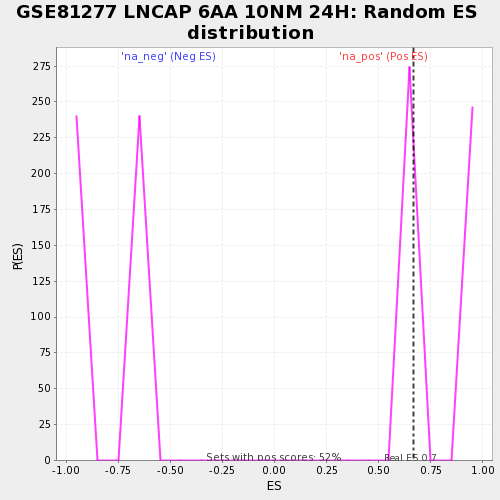 GSE81277 LNCAP 6AA 10NM 24H: Random ES
distribution
'na_neg' (Neg ES)
'na_pos' (Pos ES)
275
250
225
200
175
150
125
100
75
50
25
0
P(ES)
Sets with pos scores: 52%
Real ES 0.7
-1.00
-0.75
-0.50
-0.25
0.00
0.25
0.50
0.75
1.00
ES